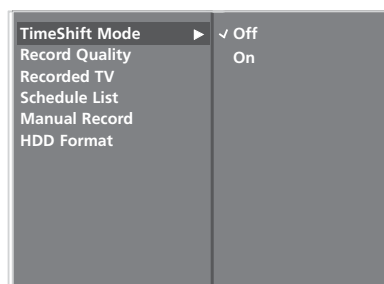 TimeShift Mode
Record Quality
Recorded TV
Schedule List
Manual Record
HDD Format
Off
On